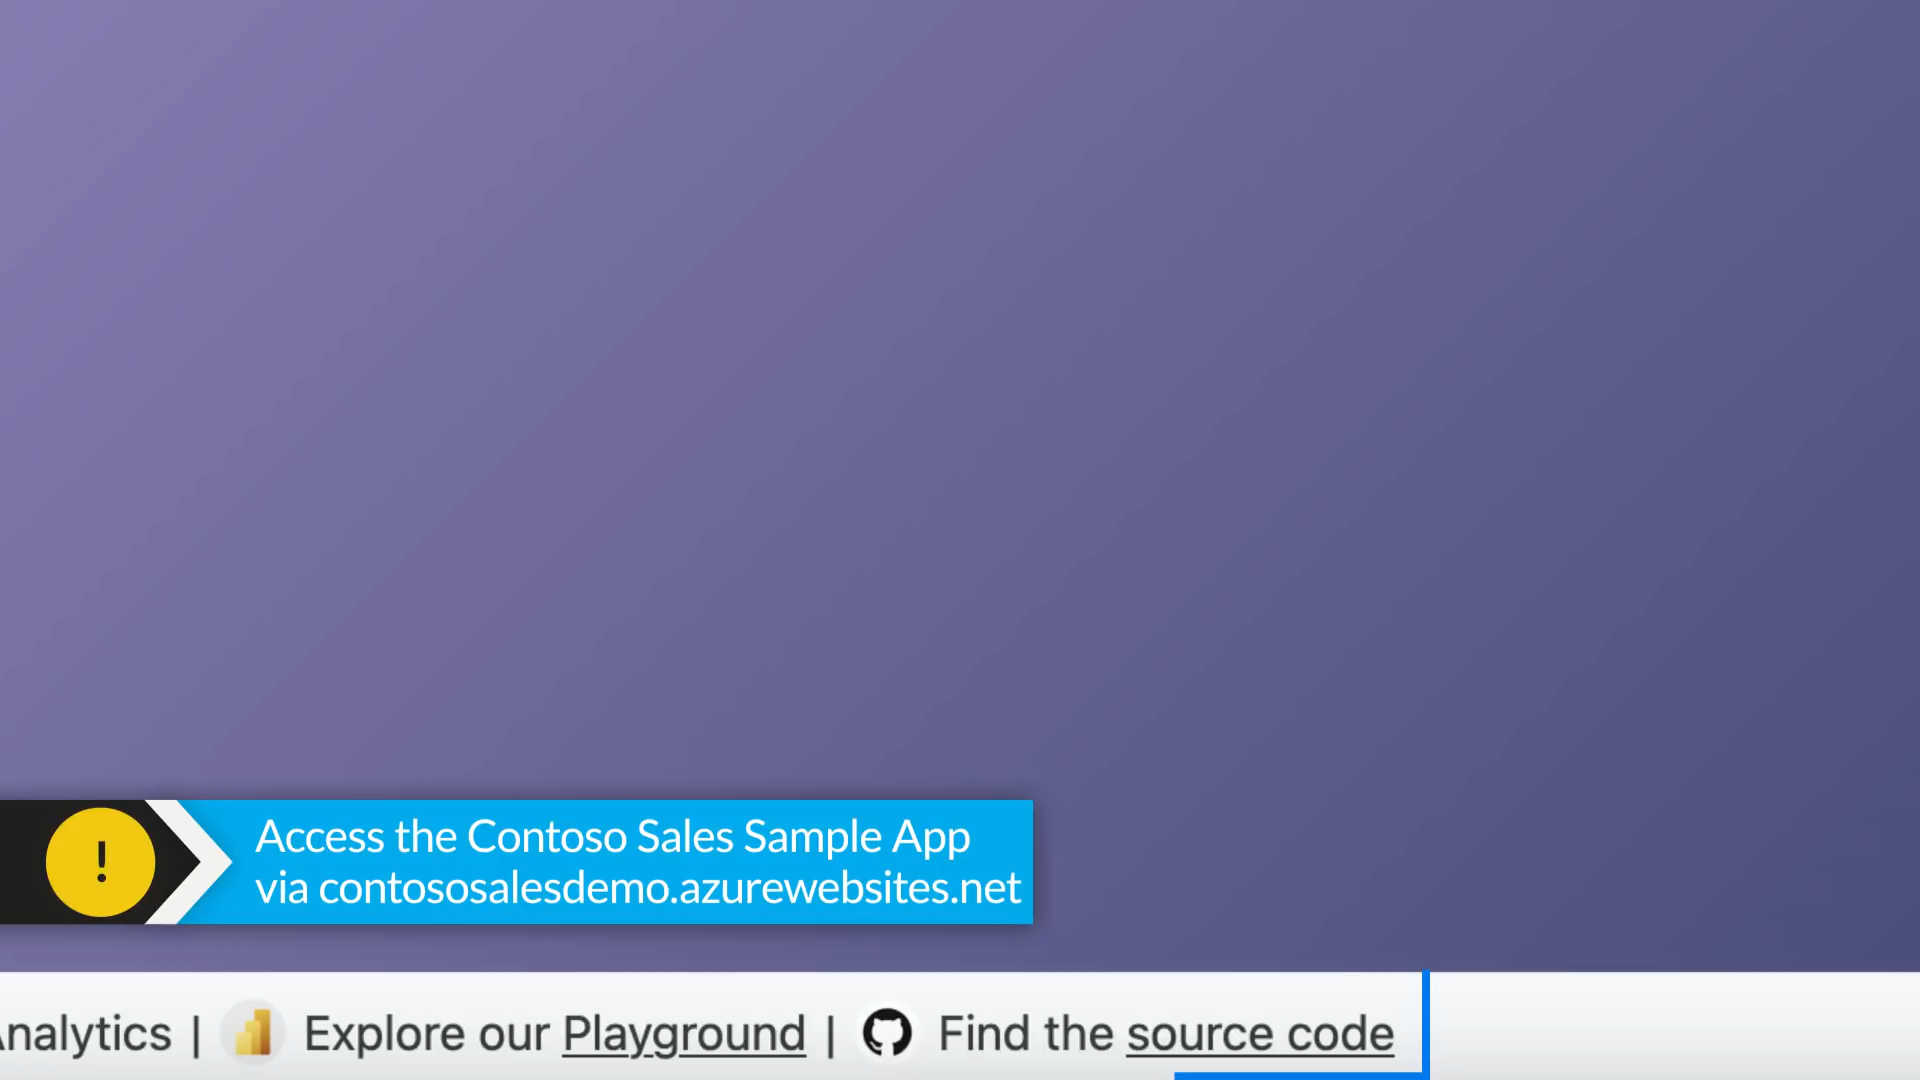 !
Access the Contoso Sales Sample App
via contososalesdemo.azurewebsites.net
nalytics | Explore our Playground | Find the source code